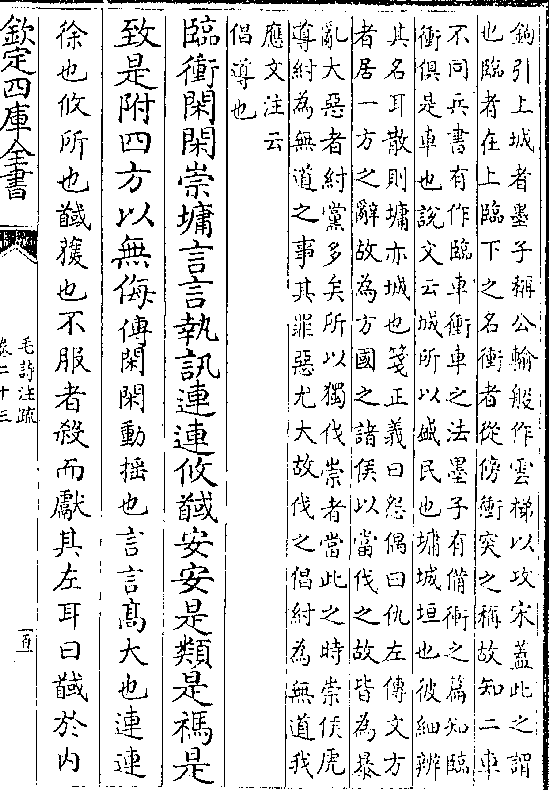 鉤引上城者墨子稱公輸般作雲梯以攻宋蓋此之謂
也臨者在上臨下之名衝者從傍衝突之稱故知二車
不同兵書有作臨車衝車之法墨子有備衝之篇知臨
衝俱是車也說文云城所以盛民也墉城垣也彼細辨
其名耳散則墉亦城也箋正義曰怨偶曰仇左傳文方
者居一方之辭故為方國之諸侯以當伐之故皆為暴
亂大惡者紂黨多矣所以獨伐崇者當此之時崇侯虎
導紂為無道之事其罪惡尤大故伐之倡紂為無道我
應文注云
倡導也
臨衝閑閑崇墉言言執訊連連攸馘安安是類是禡是
致是附四方以無侮傳閑閑動搖也言言高大也連連
徐也攸所也馘獲也不服者殺而獻其左耳曰馘於內
欽定四庫全書
毛詩注疏
卷二十三